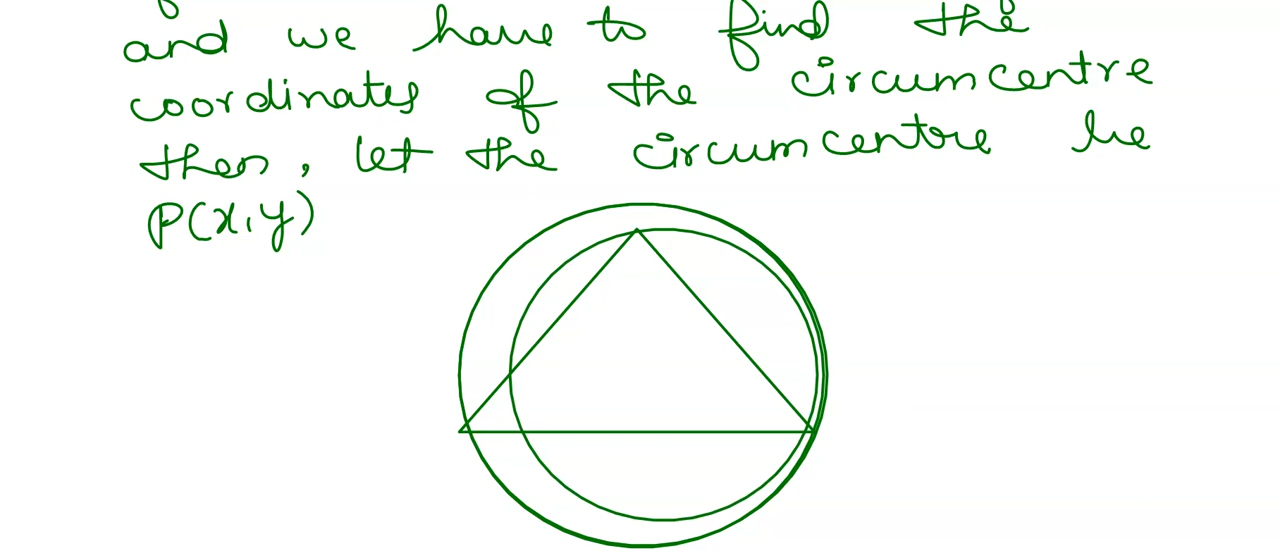 and we have to find the
coordinates of the circumcentre
then, let the circumcentre be
P(x,y)